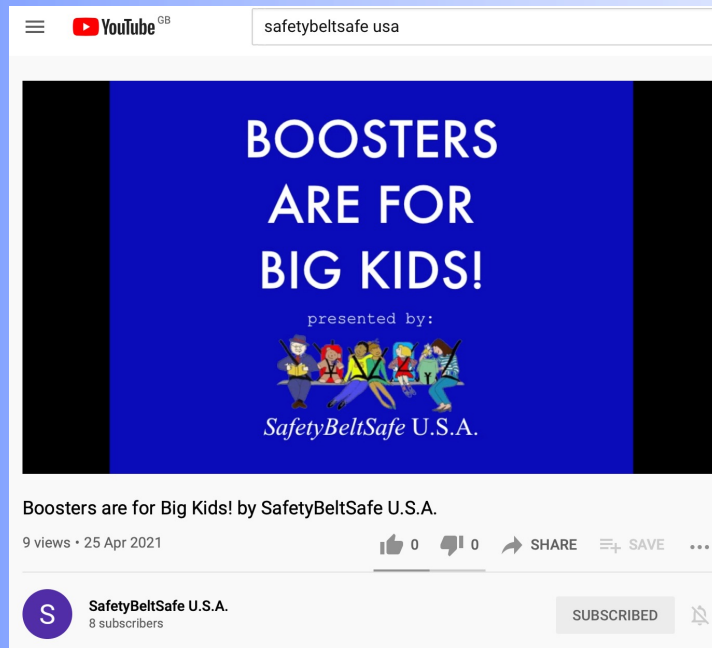 YouTube GB
safetybeltsafe usa
BOOSTERS
ARE FOR
BIG KIDS!
presented by:
SafetyBeltSafe U.S.A.
Boosters are for Big Kids! by SafetyBeltSafe U.S.A.
9 views • 25 Apr 2021
0 0 SHARE SAVE
S
SafetyBeltSafe U.S.A.
8 subscribers
SUBSCRIBED